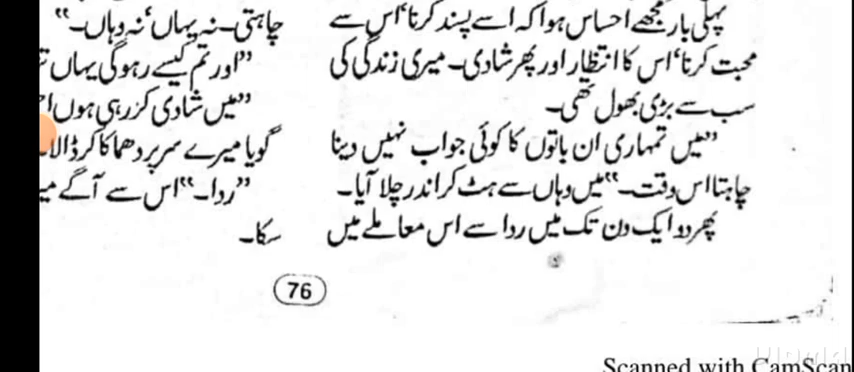 پہلی بار مجھے احساس ہوا کہ اسے پسند کرنا‘ اس سے
محبت کرنا‘ اس کا انتظار اور پھر شادی۔ میری زندگی کی
سب سے بڑی بھول تھی۔
”میں تمہاری ان باتوں کا کوئی جواب نہیں دینا
چاہتا اس وقت۔“ میں وہاں سے ہٹ کر اندر چلا آیا۔
پھر دو ایک دن تک میں ردا سے اس معاملے میں
چاہتی۔ نہ یہاں‘ نہ وہاں۔“
”اور تم کیسے رہو گی یہاں
”میں شادی کر رہی ہوں
گویا میرے سر پر دھماکا کر ڈالا۔
”ردا۔“ اس سے آگے
سکا۔
76
Scanned with CamScan